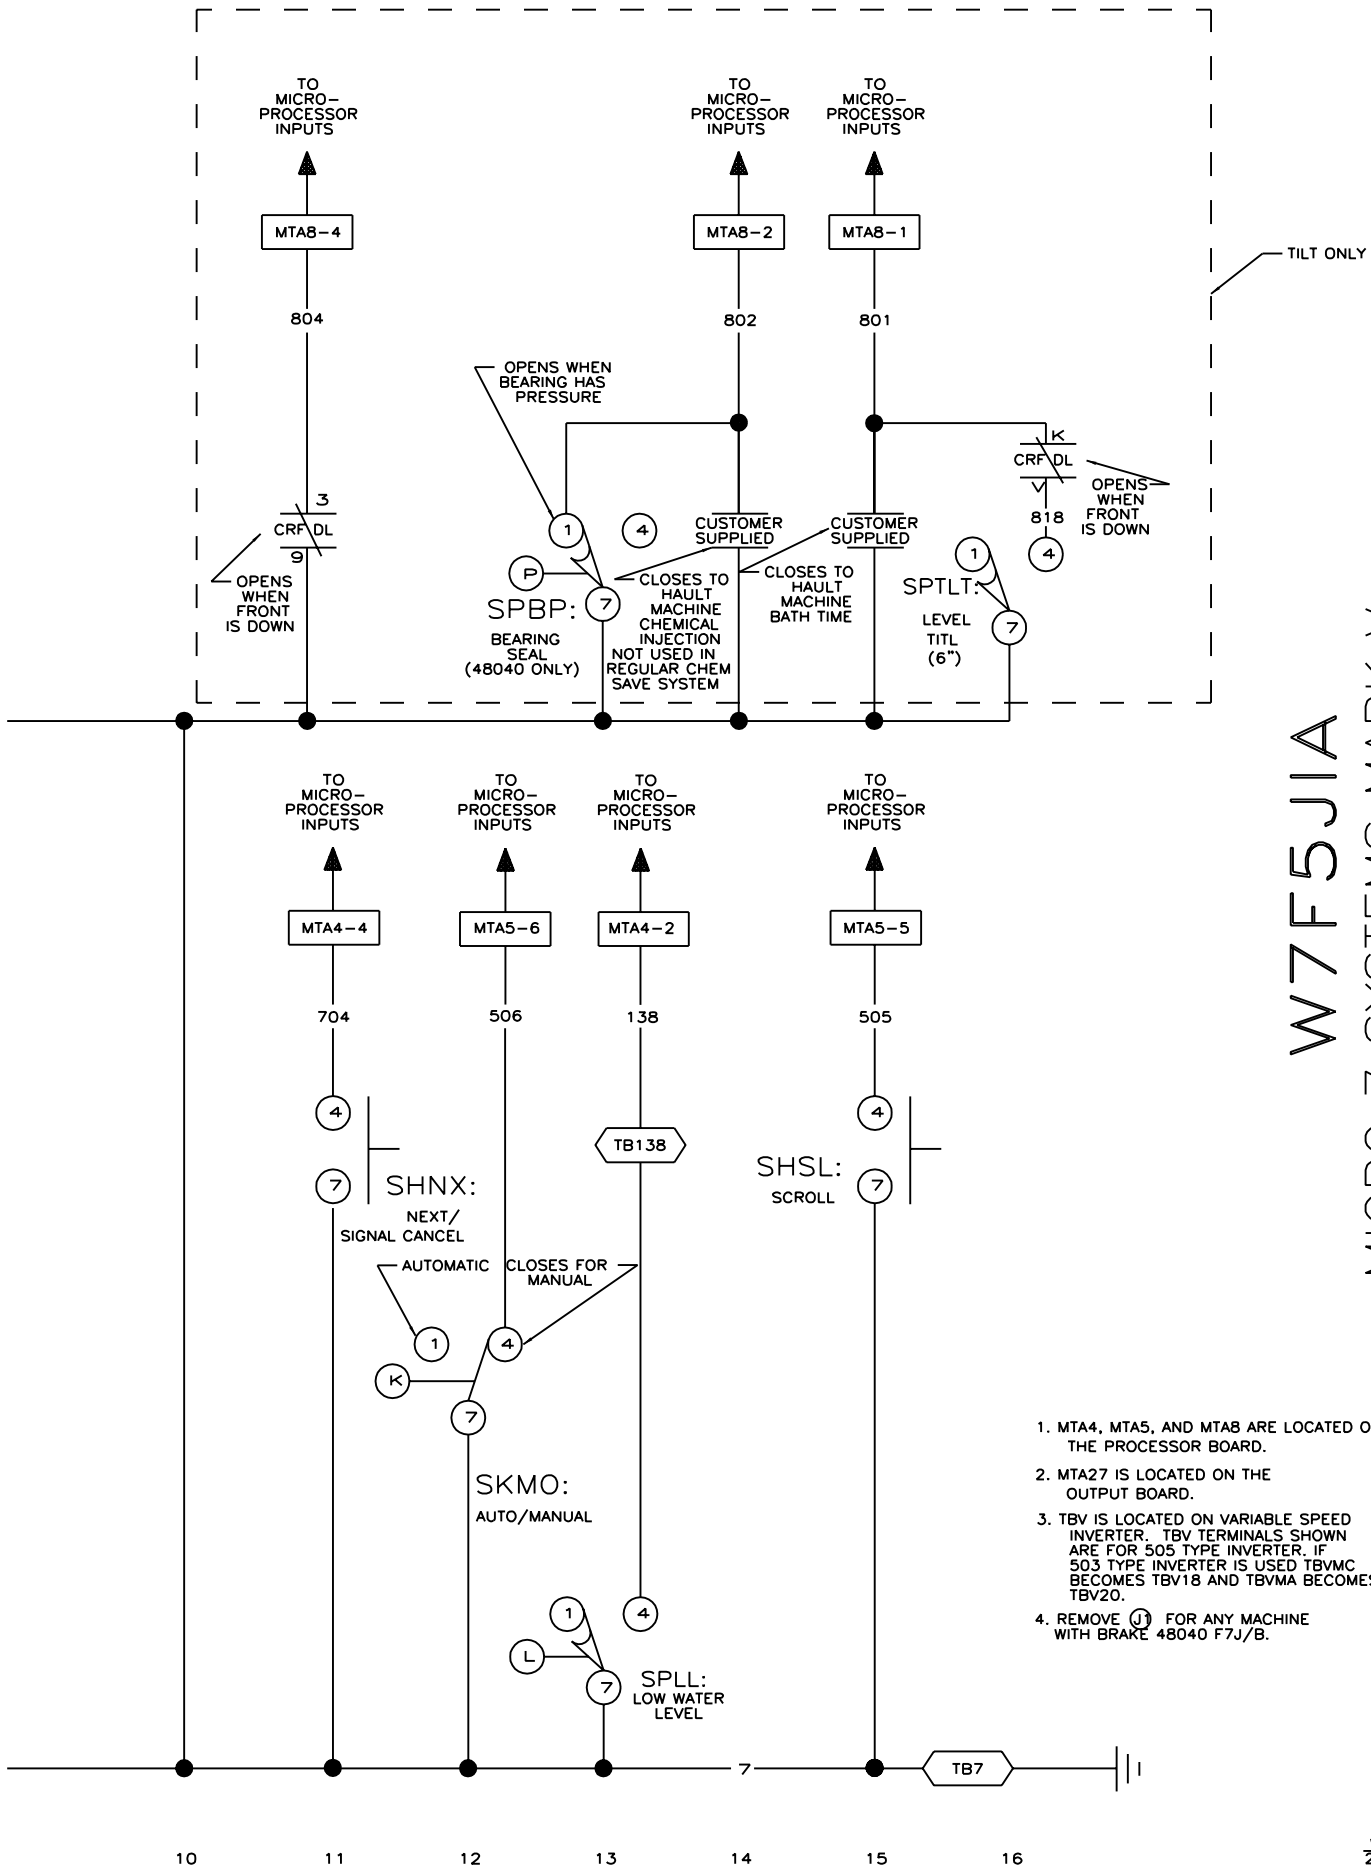 TO
MICRO-
PROCESSOR
INPUTS
TO
MICRO-
PROCESSOR
INPUTS
TO
MICRO-
PROCESSOR
INPUTS
MTA8-4
MTA8-2
MTA8-1
TILT ONLY
804
802
801
OPENS WHEN
BEARING HAS
PRESSURE
K
CRF DL
V
OPENS
WHEN
FRONT
IS DOWN
818
3
CRF DL
9
OPENS
WHEN
FRONT
IS DOWN
1
4
P
7
SPBP:
BEARING
SEAL
(48040 ONLY)
CUSTOMER
SUPPLIED
CUSTOMER
SUPPLIED
CLOSES TO
HAULT
MACHINE
CHEMICAL
INJECTION
NOT USED IN
REGULAR CHEM
SAVE SYSTEM
CLOSES TO
HAULT
MACHINE
BATH TIME
1
4
SPTLT:
7
LEVEL
TITL
(6")
TO
MICRO-
PROCESSOR
INPUTS
TO
MICRO-
PROCESSOR
INPUTS
TO
MICRO-
PROCESSOR
INPUTS
TO
MICRO-
PROCESSOR
INPUTS
MTA4-4
MTA5-6
MTA4-2
MTA5-5
704
506
138
505
4
7
SHNX:
NEXT/
SIGNAL CANCEL
TB138
4
7
SHSL:
SCROLL
AUTOMATIC
CLOSES FOR
MANUAL
1
4
K
7
SKMO:
AUTO/MANUAL
1
4
L
7
SPLL:
LOW WATER
LEVEL
7
TB7
W7F5JIA
1. MTA4, MTA5, AND MTA8 ARE LOCATED
THE PROCESSOR BOARD.
2. MTA27 IS LOCATED ON THE
OUTPUT BOARD.
3. TBV IS LOCATED ON VARIABLE SPEED
INVERTER. TBV TERMINALS SHOWN
ARE FOR 505 TYPE INVERTER. IF
503 TYPE INVERTER IS USED TBVMC
BECOMES TBV18 AND TBVMA BECOMES
TBV20.
4. REMOVE J1 FOR ANY MACHINE
WITH BRAKE 48040 F7J/B.
10 11 12 13 14 15 16